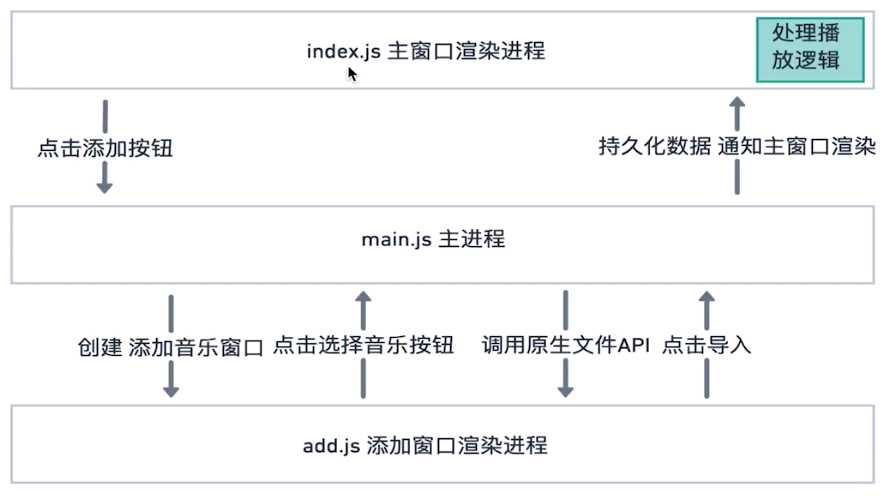 index.js 主窗口渲染进程
处理播
放逻辑
点击添加按钮
持久化数据 通知主窗口渲染
main.js 主进程
创建 添加音乐窗口
点击选择音乐按钮
调用原生文件API
点击导入
add.js 添加窗口渲染进程